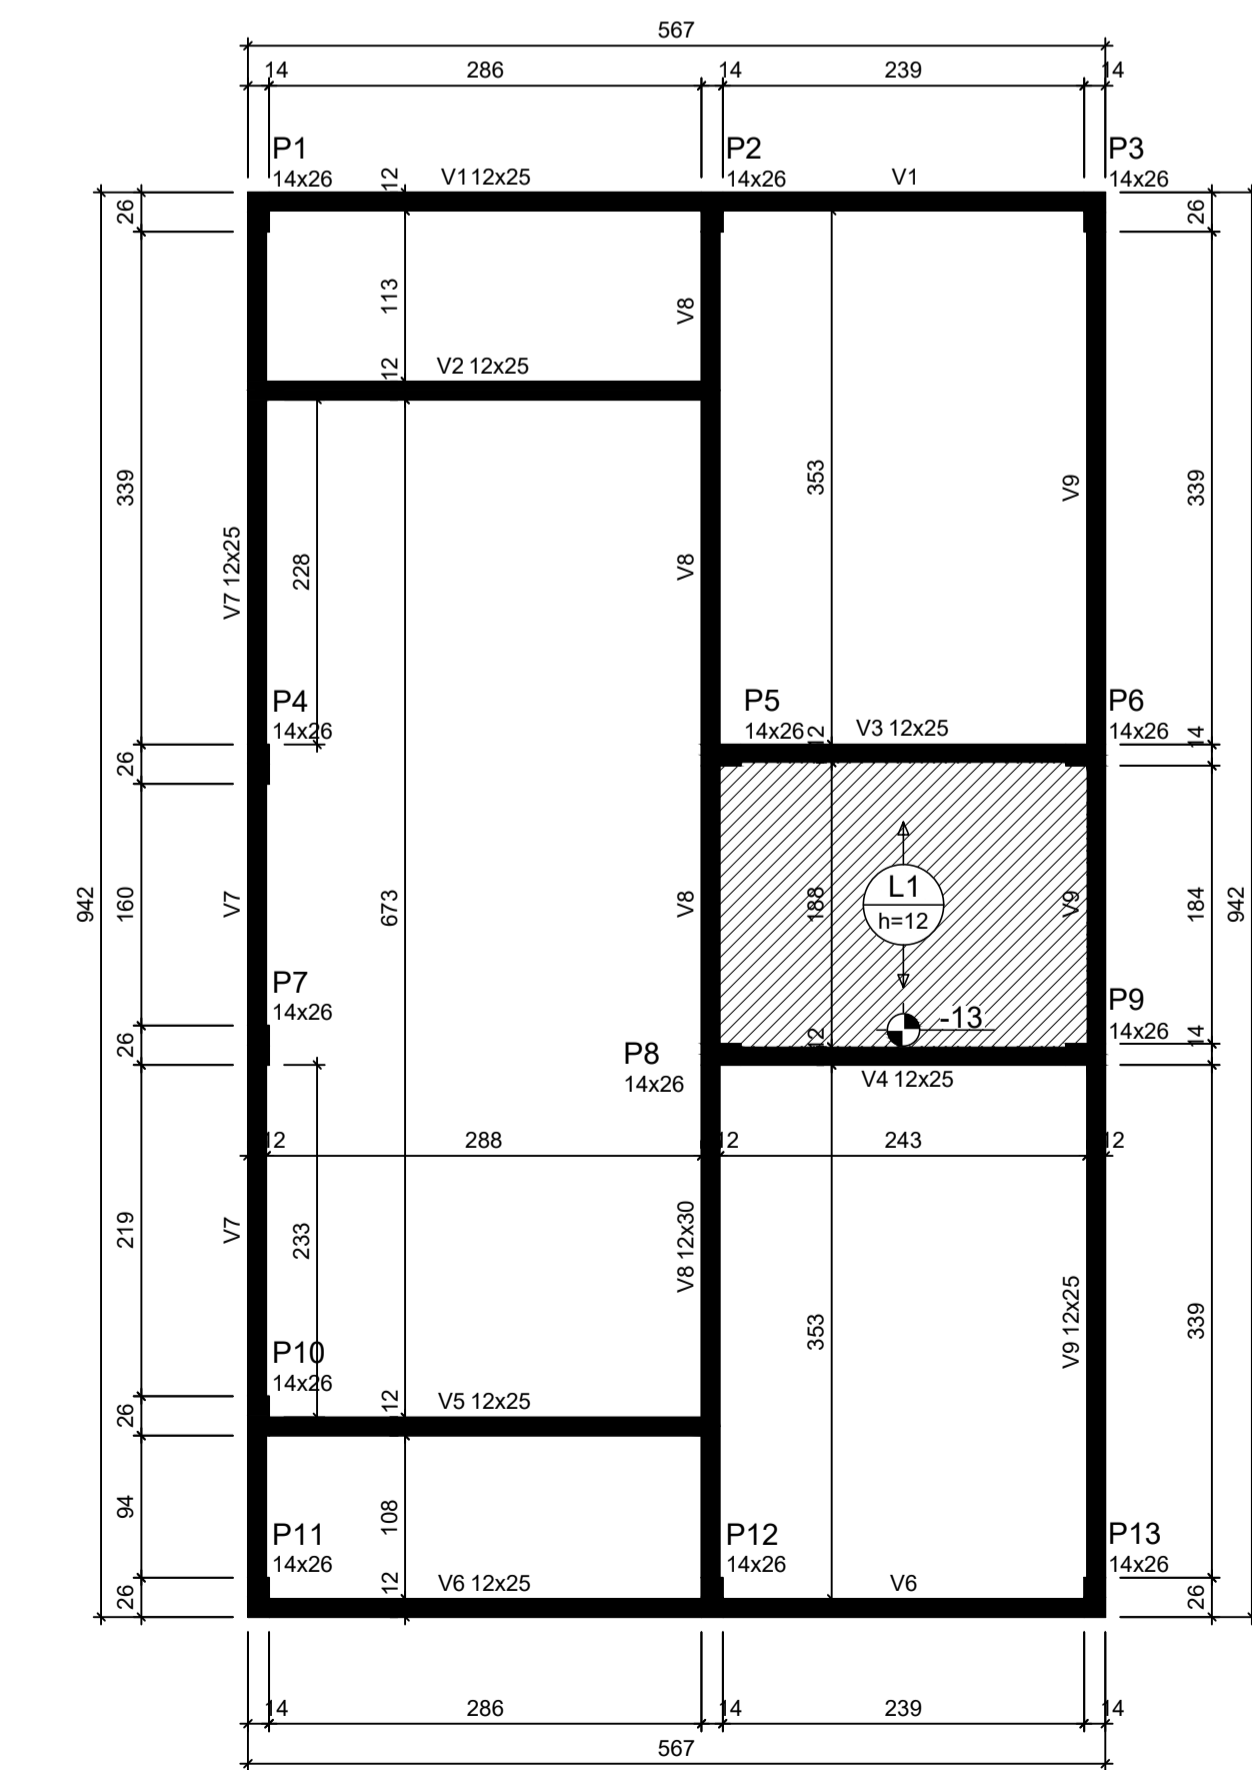 567
14 286 14 239 14
P1 P2 P3
14x26 12 V112x25 14x26 V1 14x26
26 26
113 V8
12 V2 12x25
339 353 V9 339
V7 12x25 228 V8
P4 P5 P6
14x26 14x26 12 V3 12x25 14x26 14
26
942 160 V7 673 V8 188 L1 V9 184 942
h=12
P7 P9
14x26 -13 14x26 14
26 12
P8
14x26 V4 12x25
12 288 12 243 12
219 V7 233 V8 12x30
353 V9 12x25 339
P10
14x26
26 12 V5 12x25
94 108
P11 P12 P13
14x26 14x26 14x26
26 12 V6 12x25 V6 26
14 286 14 239 14
567